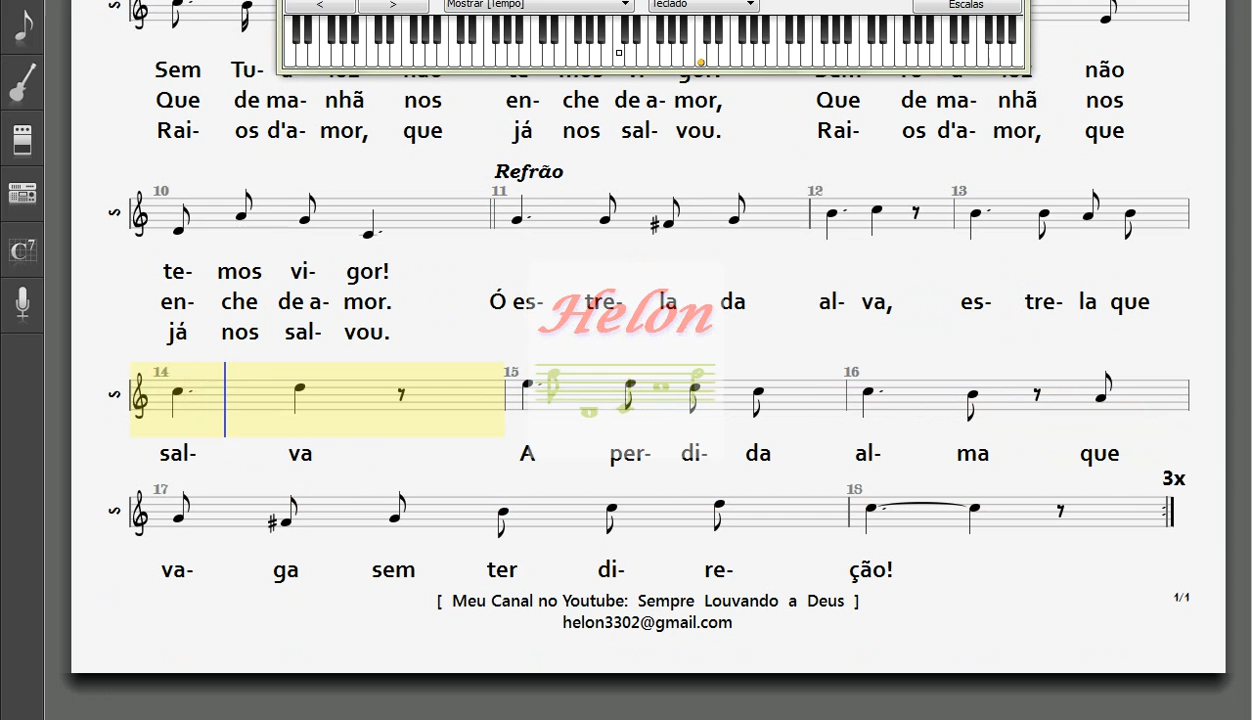 < > Mostrar [Tempo] Teclado Escalas
Sem Tu- não
Que de ma- nhã nos en- che de a- mor, Que de ma- nhã nos
Rai- os d'a- mor, que já nos sal- vou. Rai- os d'a- mor, que
Refrão
10 11 12 13
S
te- mos vi- gor!
en- che de a- mor. Ó es- tre- la da al- va, es- tre- la que
já nos sal- vou.
Helon
14 15 16
S
sal- va A per- di- da al- ma que
3x
17 18
S
va- ga sem ter di- re- ção!
[ Meu Canal no Youtube: Sempre Louvando a Deus ]
1/1
helon3302@gmail.com
C7